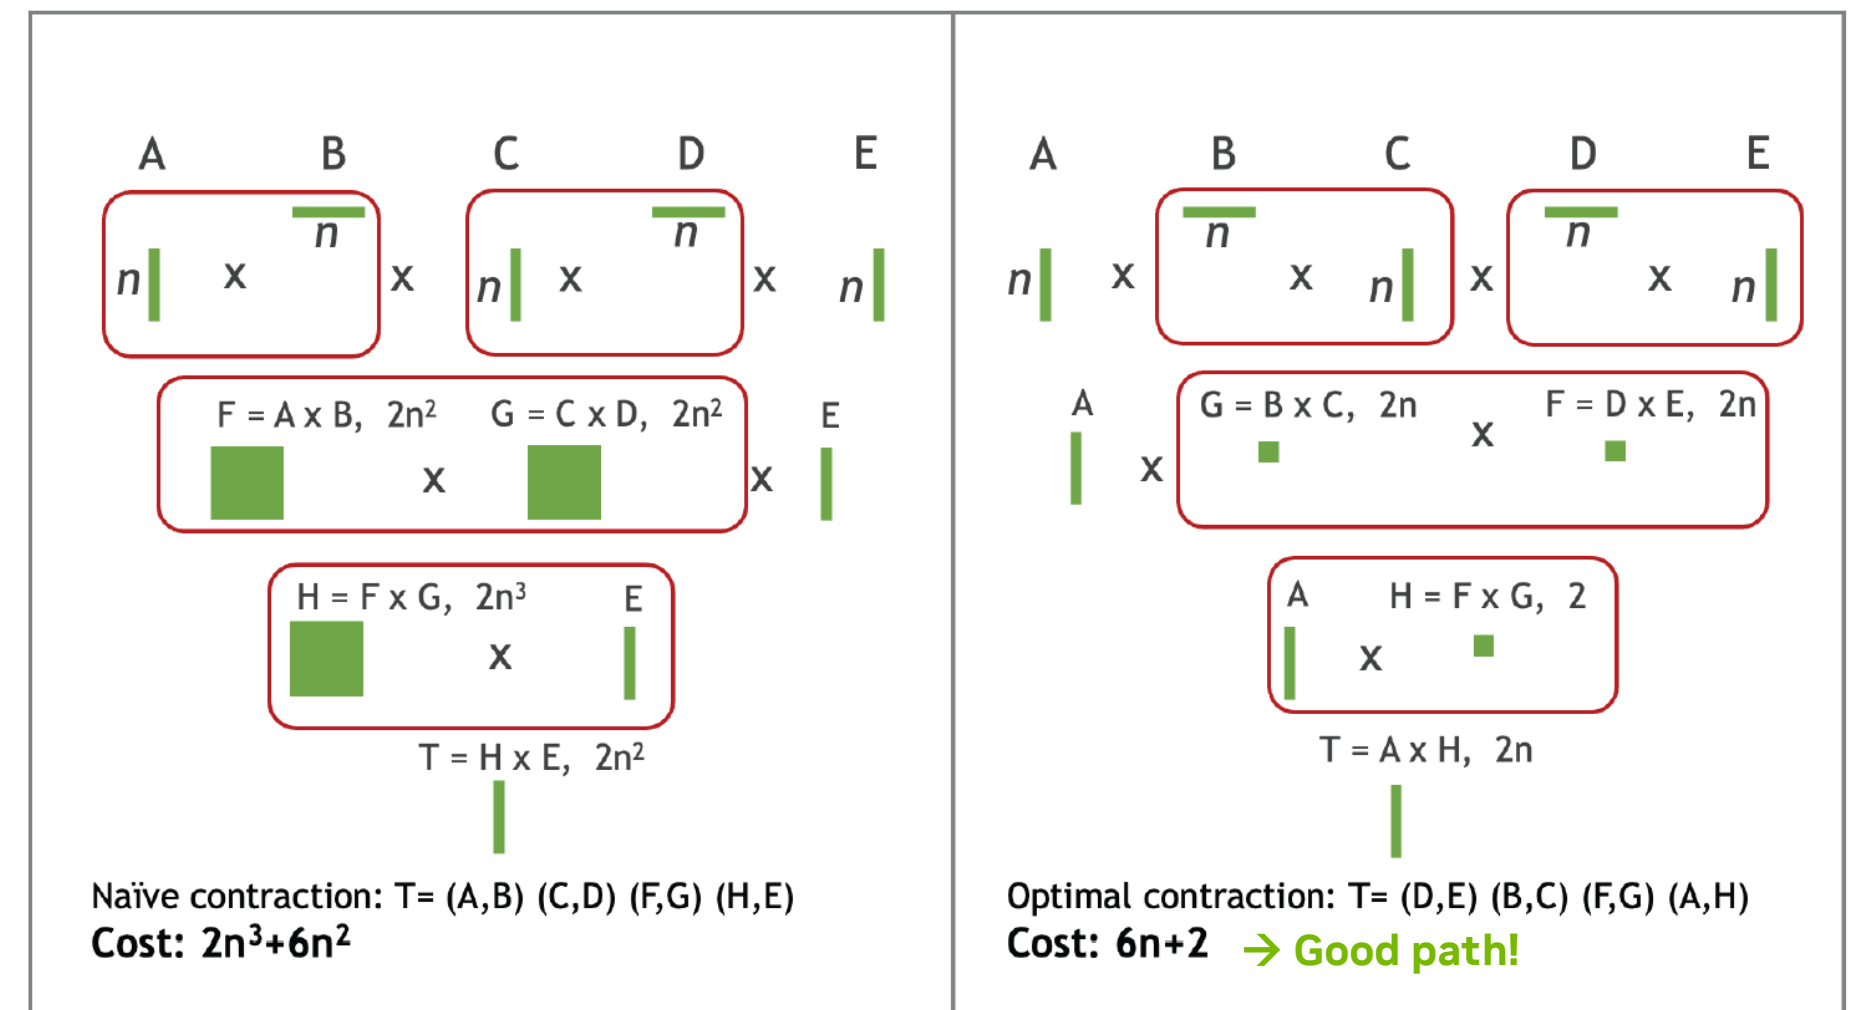 A B C D E
n n n n n
x x x x
F = A x B, 2n² G = C x D, 2n² E
x x
H = F x G, 2n³ E
x
T = H x E, 2n²
Naïve contraction: T= (A,B) (C,D) (F,G) (H,E)
Cost: 2n³+6n²
A B C D E
n n n n n
x x x x
A G = B x C, 2n F = D x E, 2n
x x
A H = F x G, 2
x
T = A x H, 2n
Optimal contraction: T= (D,E) (B,C) (F,G) (A,H)
Cost: 6n+2 → Good path!